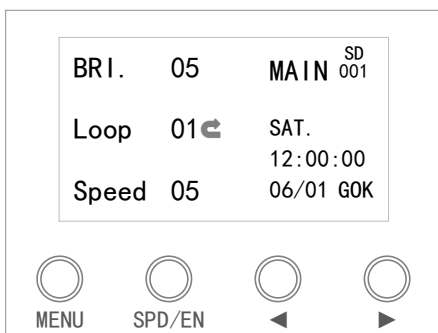 BRI. 05
MAIN SD 001
Loop 01
SAT.
12:00:00
Speed 05
06/01 GOK
MENU SPD/EN ◀ ▶